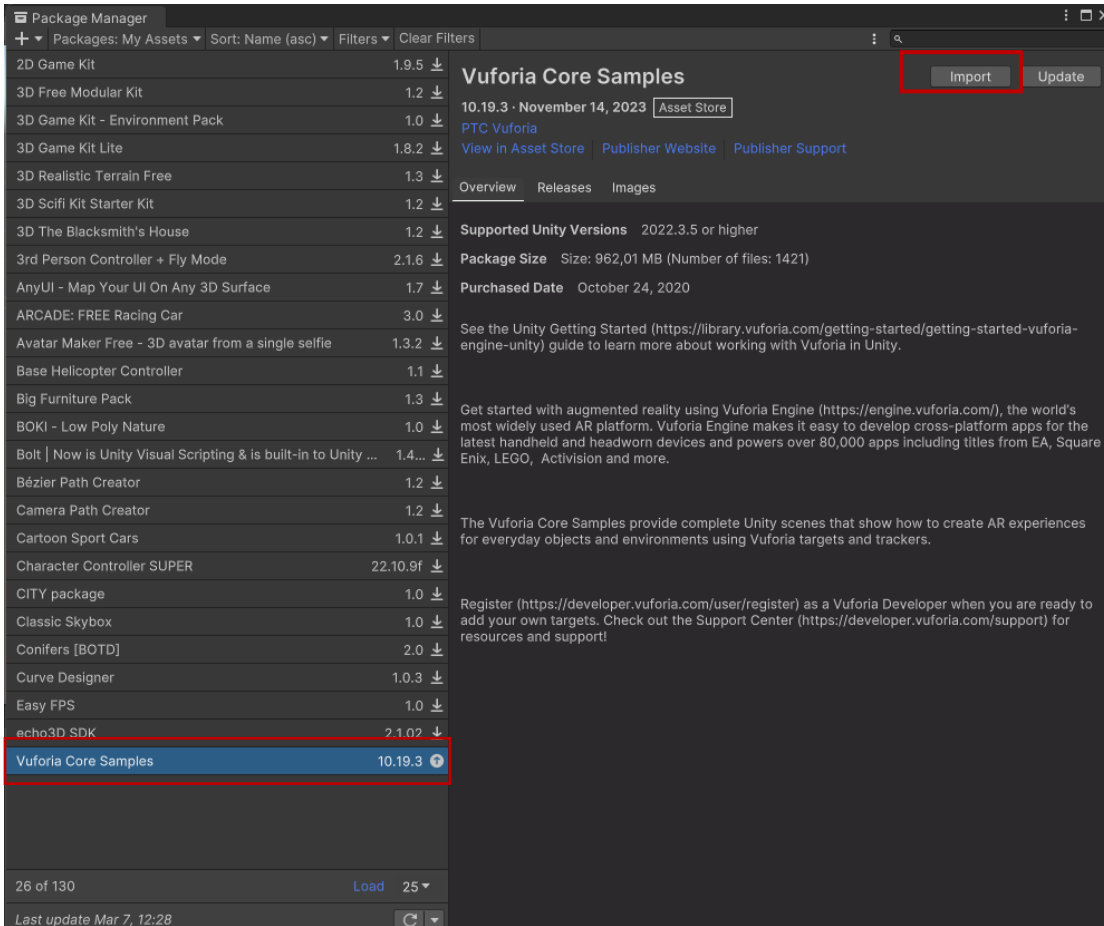 Package Manager
Packages: My Assets Sort: Name (asc) Filters Clear Filters
2D Game Kit 1.9.5
3D Free Modular Kit 1.2
3D Game Kit - Environment Pack 1.0
3D Game Kit Lite 1.8.2
3D Realistic Terrain Free 1.3
3D Scifi Kit Starter Kit 1.2
3D The Blacksmith's House 1.2
3rd Person Controller + Fly Mode 2.1.6
AnyUI - Map Your UI On Any 3D Surface 1.7
ARCADE: FREE Racing Car 3.0
Avatar Maker Free - 3D avatar from a single selfie 1.3.2
Base Helicopter Controller 1.1
Big Furniture Pack 1.3
BOKI - Low Poly Nature 1.0
Bolt | Now is Unity Visual Scripting & is built-in to Unity ... 1.4...
Bézier Path Creator 1.2
Camera Path Creator 1.2
Cartoon Sport Cars 1.0.1
Character Controller SUPER 22.10.9f
CITY package 1.0
Classic Skybox 1.0
Conifers [BOTD] 2.0
Curve Designer 1.0.3
Easy FPS 1.0
echo3D SDK 2.1.02
Vuforia Core Samples 10.19.3
26 of 130 Load 25
Last update Mar 7, 12:28
Vuforia Core Samples Import Update
10.19.3 · November 14, 2023 Asset Store
PTC Vuforia
View in Asset Store Publisher Website Publisher Support
Overview Releases Images
Supported Unity Versions 2022.3.5 or higher
Package Size Size: 962,01 MB (Number of files: 1421)
Purchased Date October 24, 2020
See the Unity Getting Started (https://library.vuforia.com/getting-started/getting-started-vuforia-
engine-unity) guide to learn more about working with Vuforia in Unity.
Get started with augmented reality using Vuforia Engine (https://engine.vuforia.com/), the world's
most widely used AR platform. Vuforia Engine makes it easy to develop cross-platform apps for the
latest handheld and headworn devices and powers over 80,000 apps including titles from EA, Square
Enix, LEGO, Activision and more.
The Vuforia Core Samples provide complete Unity scenes that show how to create AR experiences
for everyday objects and environments using Vuforia targets and trackers.
Register (https://developer.vuforia.com/user/register) as a Vuforia Developer when you are ready to
add your own targets. Check out the Support Center (https://developer.vuforia.com/support) for
resources and support!